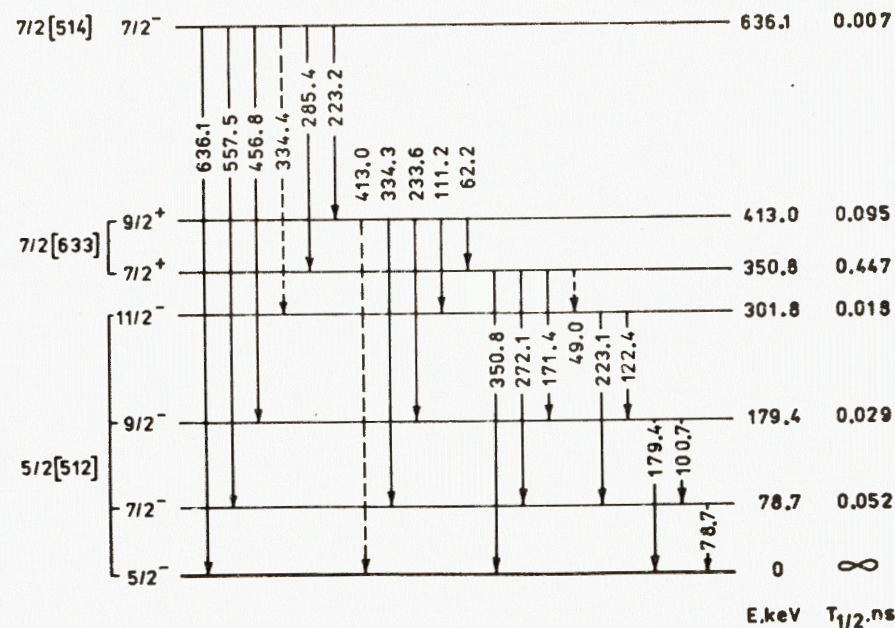 7/2[514] 7/2⁻ 636.1 0.007
636.1
557.5
456.8
334.4
285.4
223.2
413.0
334.3
233.6
111.2
62.2
9/2⁺ 413.0 0.095
7/2[633]
7/2⁺ 350.8 0.447
11/2⁻ 301.8 0.018
350.8
272.1
171.4
49.0
223.1
122.4
9/2⁻ 179.4 0.029
179.4
100.7
5/2[512]
7/2⁻ 78.7 0.052
78.7
5/2⁻ 0 ∞
E,keV T1/2,ns